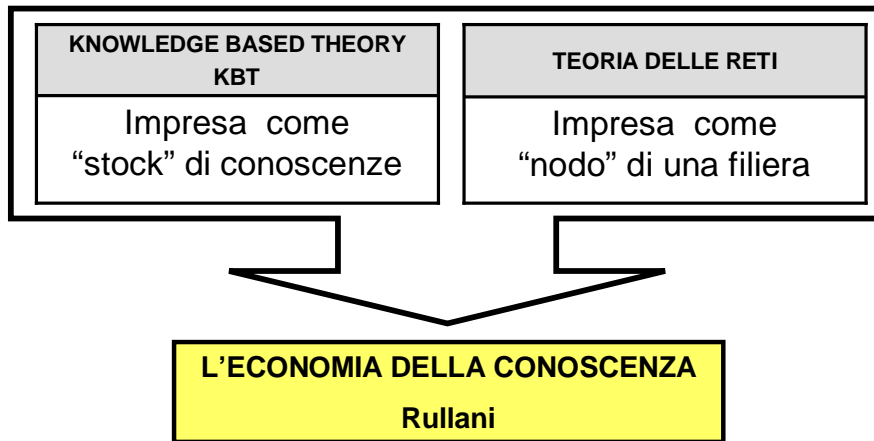 KNOWLEDGE BASED THEORY
KBT
Impresa come
“stock” di conoscenze
TEORIA DELLE RETI
Impresa come
“nodo” di una filiera
L’ECONOMIA DELLA CONOSCENZA
Rullani